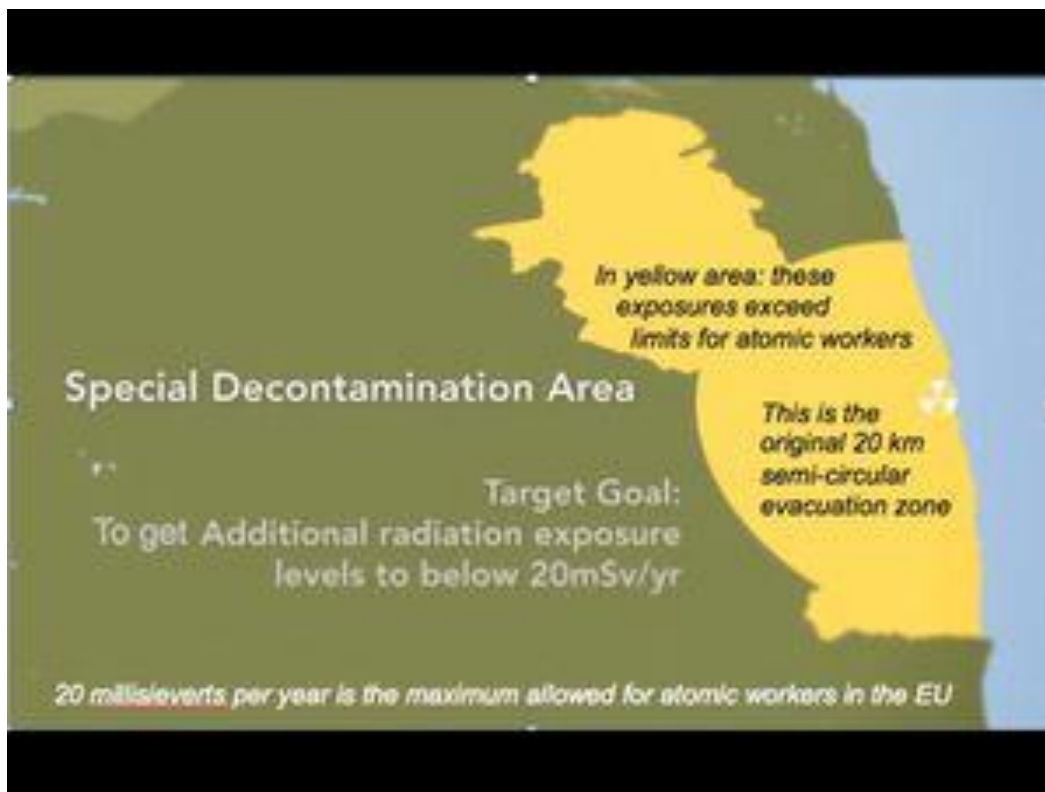 In yellow area: these
exposures exceed
limits for atomic workers
Special Decontamination Area
This is the
original 20 km
semi-circular
evacuation zone
Target Goal:
To get Additional radiation exposure
levels to below 20mSv/yr
20 millisieverts per year is the maximum allowed for atomic workers in the EU